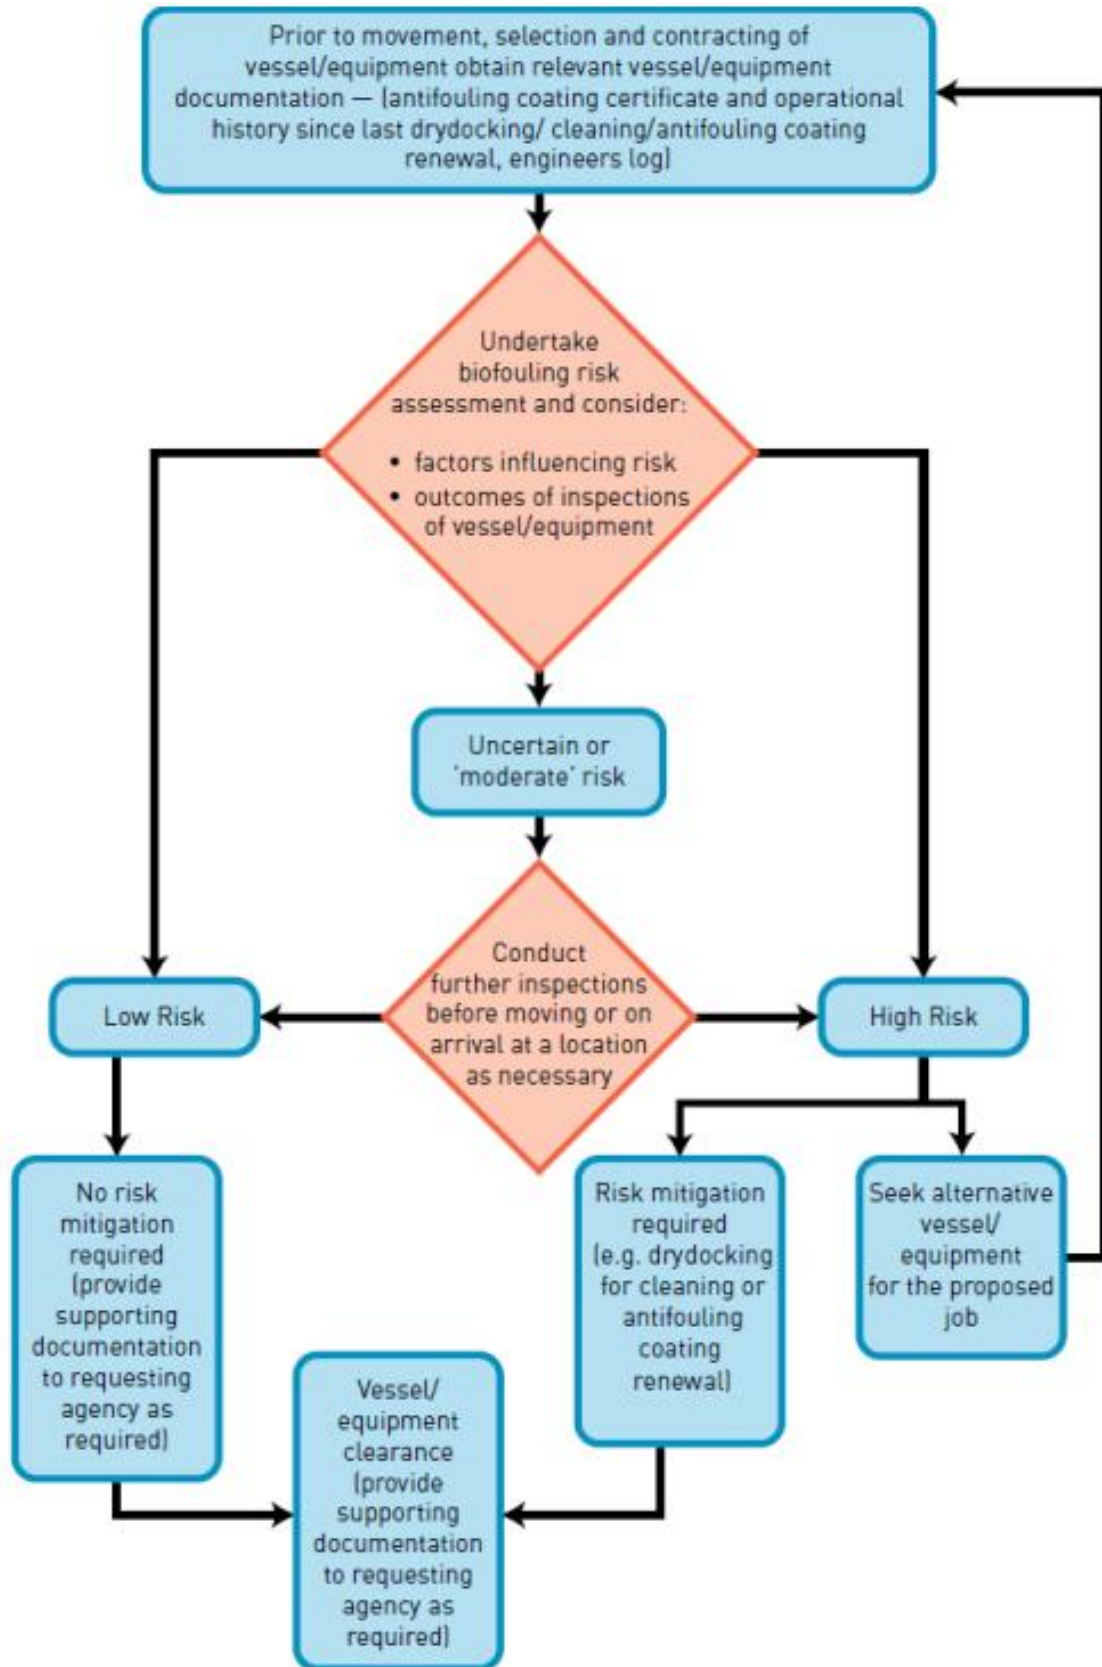 Prior to movement, selection and contracting of
vessel/equipment obtain relevant vessel/equipment
documentation — (antifouling coating certificate and operational
history since last drydocking/ cleaning/antifouling coating
renewal, engineers log)
Undertake
biofouling risk
assessment and consider:
• factors influencing risk
• outcomes of inspections
of vessel/equipment
Uncertain or
‘moderate’ risk
Conduct
further inspections
before moving or on
arrival at a location
as necessary
Low Risk
High Risk
No risk
mitigation
required
(provide
supporting
documentation
to requesting
agency as
required)
Risk mitigation
required
(e.g. drydocking
for cleaning or
antifouling
coating
renewal)
Seek alternative
vessel/
equipment
for the proposed
job
Vessel/
equipment
clearance
(provide
supporting
documentation
to requesting
agency as
required)